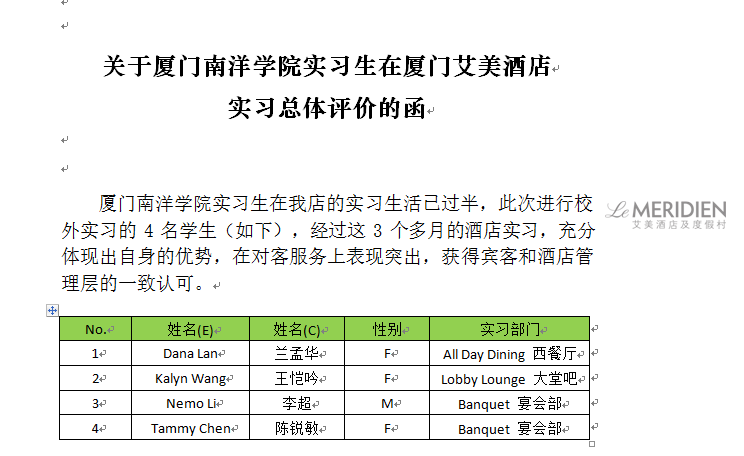 关于厦门南洋学院实习生在厦门艾美酒店
实习总体评价的函
厦门南洋学院实习生在我店的实习生活已过半，此次进行校
外实习的 4 名学生（如下），经过这 3 个多月的酒店实习，充分
体现出自身的优势，在对客服务上表现突出，获得宾客和酒店管
理层的一致认可。
Le MERIDIEN
艾美酒店及度假村
No. 姓名(E) 姓名(C) 性别 实习部门
1 Dana Lan 兰孟华 F All Day Dining 西餐厅
2 Kalyn Wang 王恺吟 F Lobby Lounge 大堂吧
3 Nemo Li 李超 M Banquet 宴会部
4 Tammy Chen 陈锐敏 F Banquet 宴会部